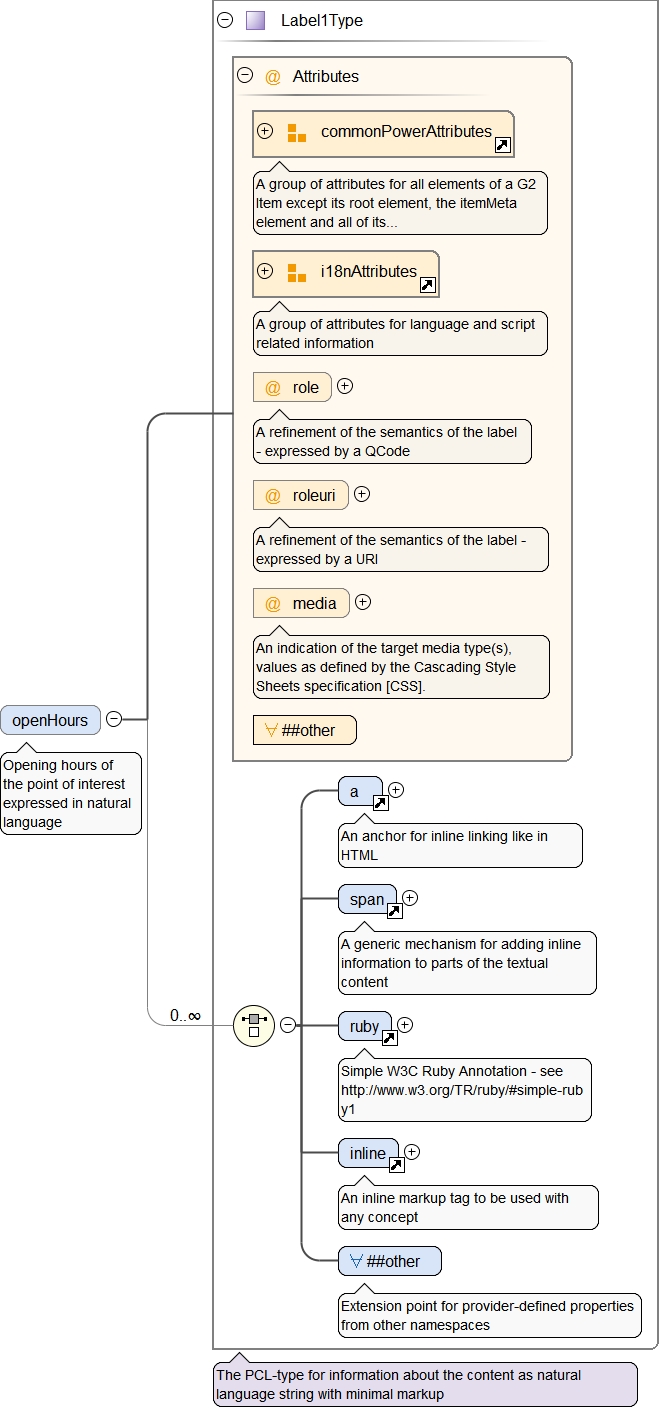 Label1Type
@ Attributes
commonPowerAttributes
A group of attributes for all elements of a G2
Item except its root element, the itemMeta
element and all of its...
i18nAttributes
A group of attributes for language and script
related information
@ role
A refinement of the semantics of the label
- expressed by a QCode
@ roleuri
A refinement of the semantics of the label -
expressed by a URI
@ media
An indication of the target media type(s),
values as defined by the Cascading Style
Sheets specification [CSS].
##other
openHours
Opening hours of
the point of interest
expressed in natural
language
0..∞
a
An anchor for inline linking like in
HTML
span
A generic mechanism for adding inline
information to parts of the textual
content
ruby
Simple W3C Ruby Annotation - see
http://www.w3.org/TR/ruby/#simple-rub
y1
inline
An inline markup tag to be used with
any concept
##other
Extension point for provider-defined properties
from other namespaces
The PCL-type for information about the content as natural
language string with minimal markup